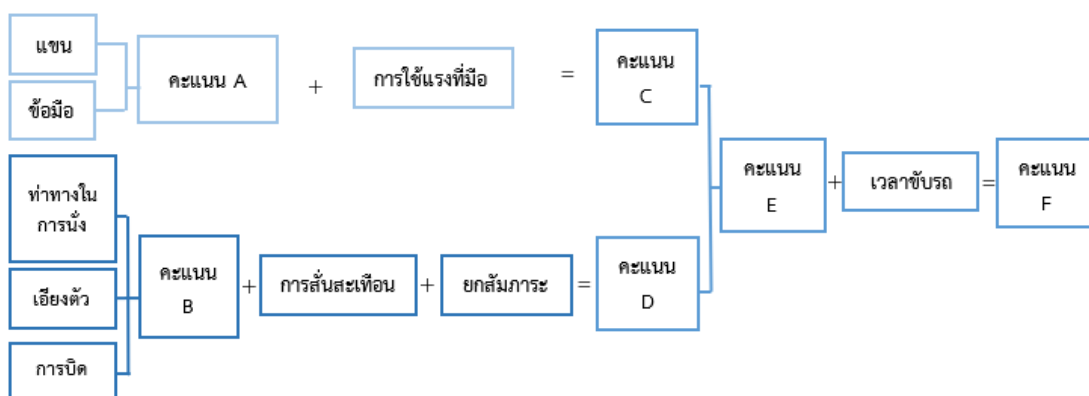 แขน
ข้อมือ
คะแนน A
+
การใช้แรงที่มือ
=
คะแนน
C
ท่าทางใน
การนั่ง
เอียงตัว
การบิด
คะแนน
B
+
การสั่นสะเทือน
+
ยกสัมภาระ
=
คะแนน
D
คะแนน
E
+
เวลาขับรถ
=
คะแนน
F